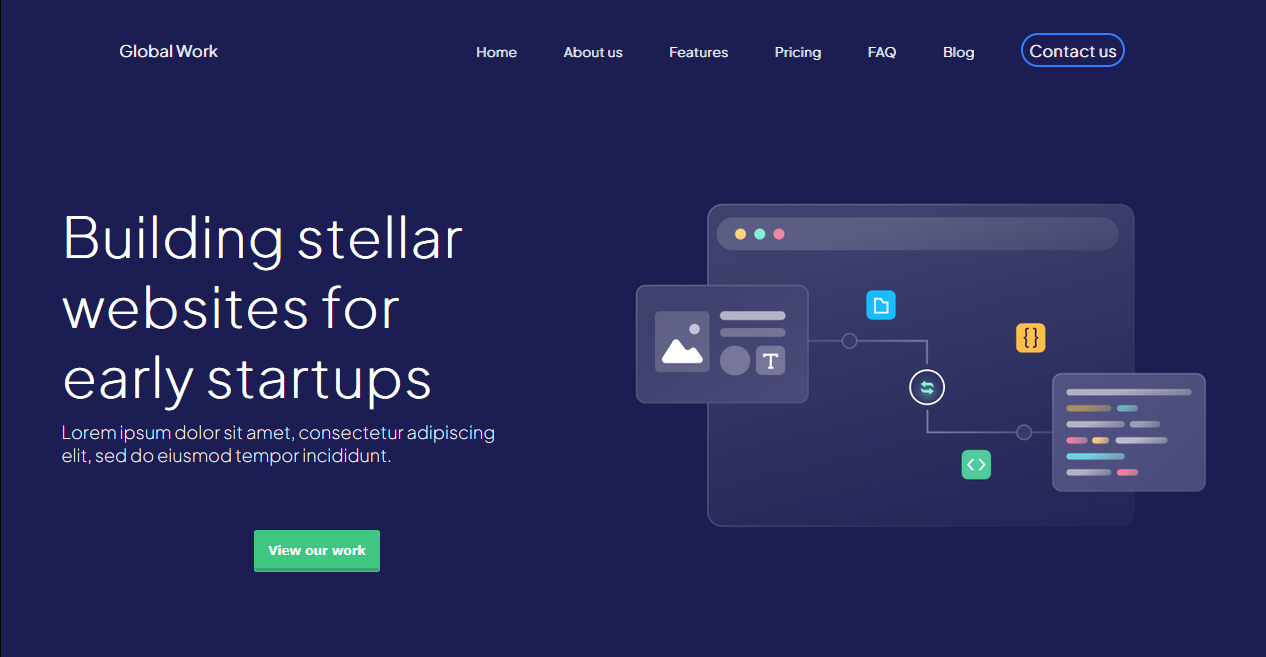 Global Work
Home About us Features Pricing FAQ Blog Contact us
Building stellar
websites for
early startups
Lorem ipsum dolor sit amet, consectetur adipiscing
elit, sed do eiusmod tempor incididunt.
T
{}
<>
View our work